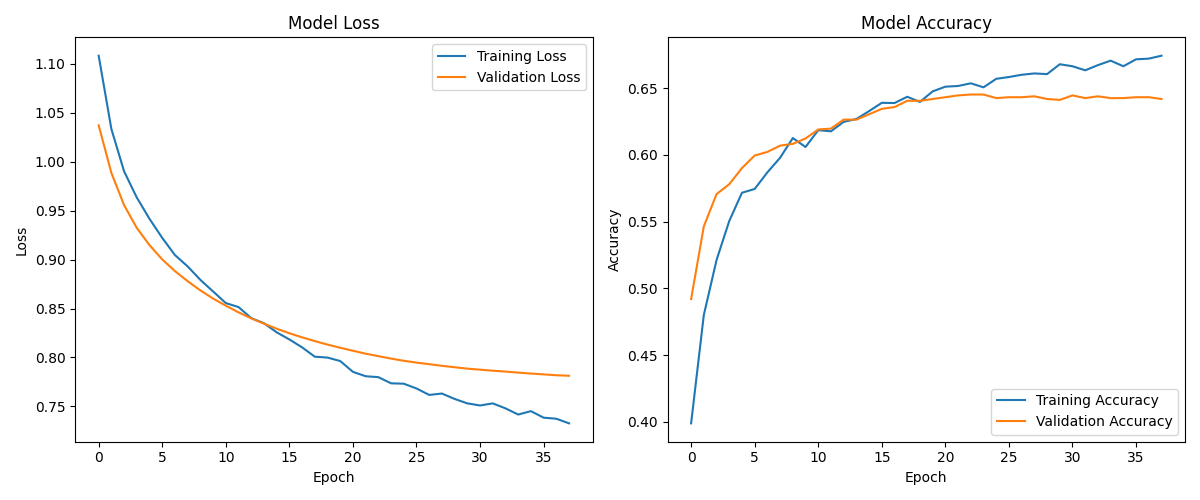 Model Loss
Training Loss
Validation Loss
1.10
1.05
1.00
0.95
0.90
0.85
0.80
0.75
Loss
0 5 10 15 20 25 30 35
Epoch
Model Accuracy
0.65
0.60
0.55
0.50
0.45
0.40
Accuracy
Training Accuracy
Validation Accuracy
0 5 10 15 20 25 30 35
Epoch